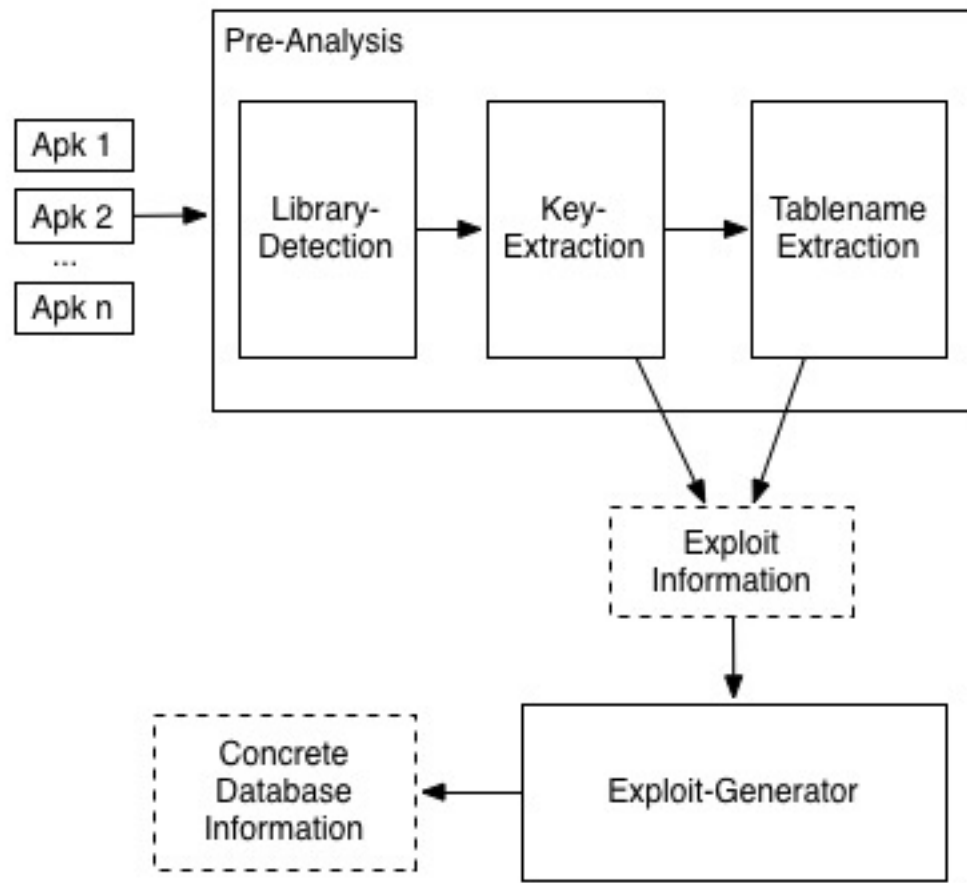 Pre-Analysis
Apk 1
Apk 2
...
Apk n
Library-
Detection
Key-
Extraction
Tablename
Extraction
Exploit
Information
Exploit-Generator
Concrete
Database
Information